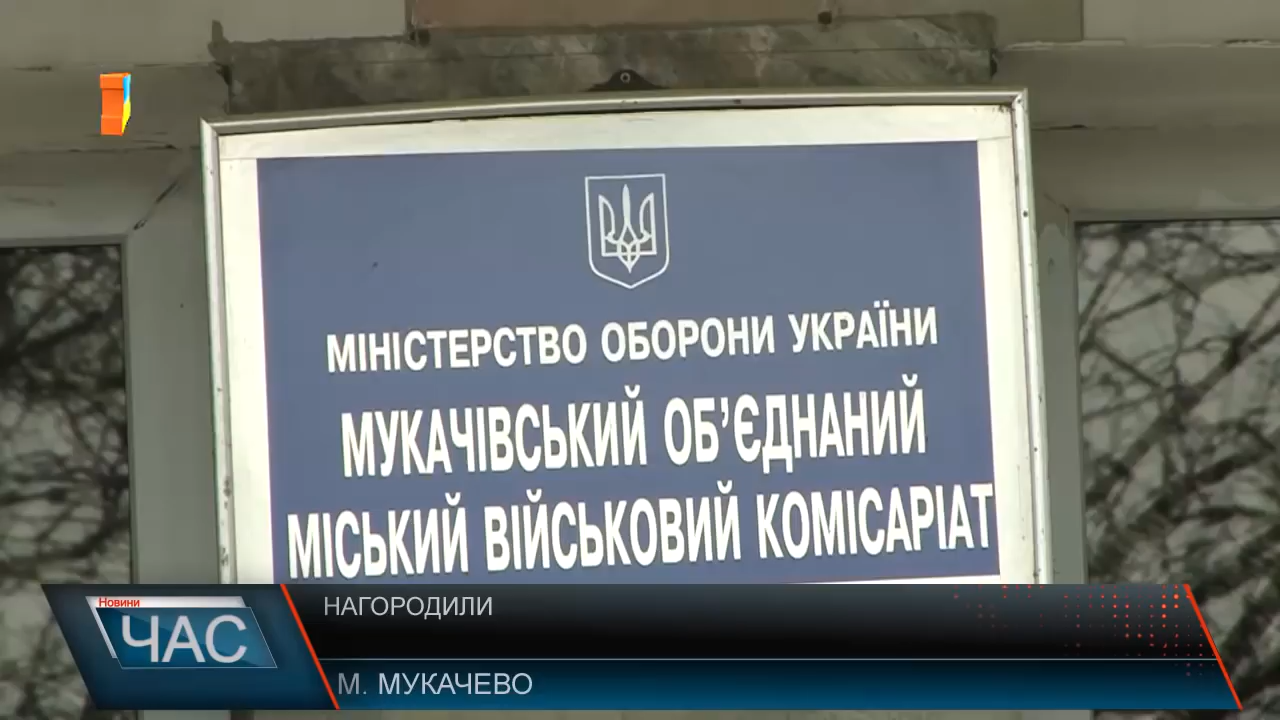 МІНІСТЕРСТВО ОБОРОНИ УКРАЇНИ
МУКАЧІВСЬКИЙ ОБ’ЄДНАНИЙ
МІСЬКИЙ ВІЙСЬКОВИЙ КОМІСАРІАТ
Новини
ЧАС
НАГОРОДИЛИ
М. МУКАЧЕВО